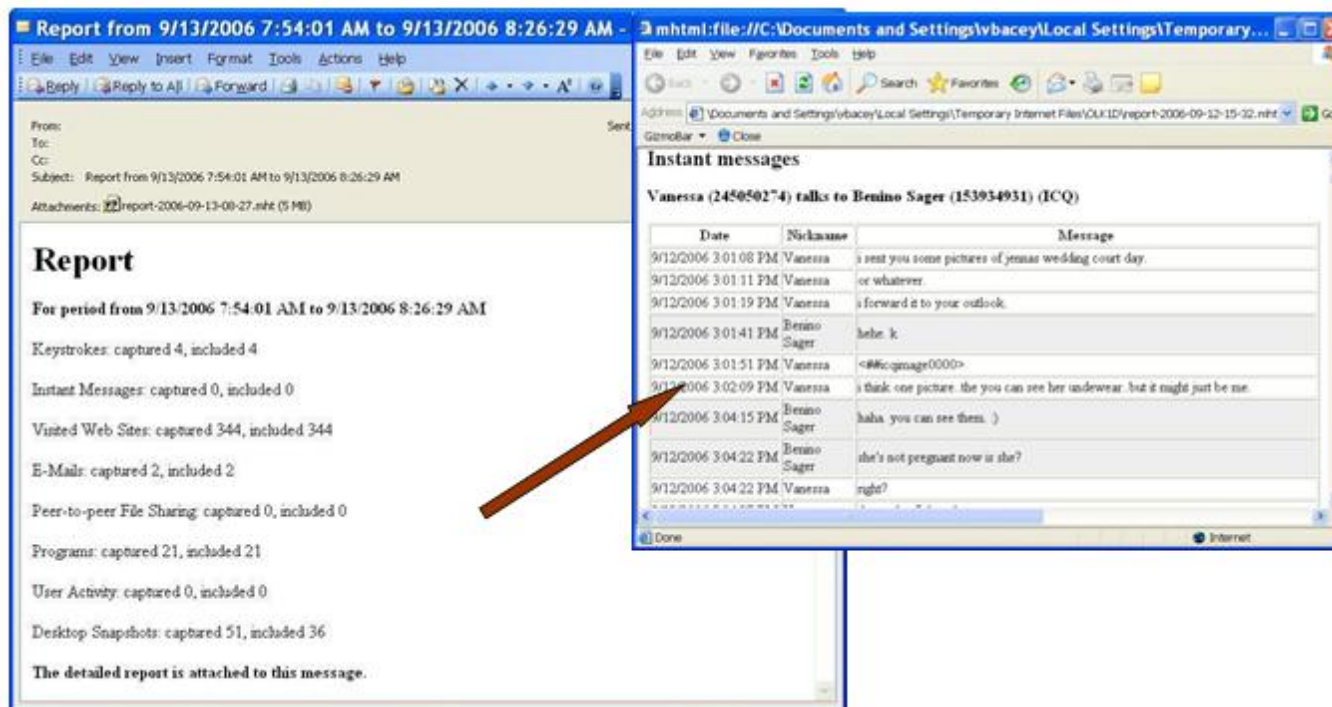 Report from 9/13/2006 7:54:01 AM to 9/13/2006 8:26:29 AM -
File Edit View Insert Format Tools Actions Help
Reply Reply to All Forward
From: Sent
To:
Cc:
Subject: Report from 9/13/2006 7:54:01 AM to 9/13/2006 8:26:29 AM
Attachments: report-2006-09-13-08-27.mht (5 MB)
Report
For period from 9/13/2006 7:54:01 AM to 9/13/2006 8:26:29 AM
Keystrokes: captured 4, included 4
Instant Messages: captured 0, included 0
Visited Web Sites: captured 344, included 344
E-Mails: captured 2, included 2
Peer-to-peer File Sharing: captured 0, included 0
Programs: captured 21, included 21
User Activity: captured 0, included 0
Desktop Snapshots: captured 51, included 36
The detailed report is attached to this message.
mhtml:file://C:\Documents and Settings\vbacey\Local Settings\Temporary...
File Edit View Favorites Tools Help
Back Search Favorites
Address \Documents and Settings\vbacey\Local Settings\Temporary Internet Files\OLK1D\report-2006-09-12-15-32.mht Go
GizmoBar Close
Instant messages
Vanessa (245050274) talks to Benino Sager (153934931) (ICQ)
Date Nickname Message
9/12/2006 3:01:08 PM Vanessa i sent you some pictures of jennas wedding court day.
9/12/2006 3:01:11 PM Vanessa or whatever.
9/12/2006 3:01:19 PM Vanessa i forward it to your outlook.
9/12/2006 3:01:41 PM Benino Sager hehe. k
9/12/2006 3:01:51 PM Vanessa <##icqimage0000>
9/12/2006 3:02:09 PM Vanessa i think one picture. the you can see her undewear. but it might just be me.
9/12/2006 3:04:15 PM Benino Sager haha. you can see them. :)
9/12/2006 3:04:22 PM Benino Sager she's not pregnant now is she?
9/12/2006 3:04:22 PM Vanessa right?
Done Internet